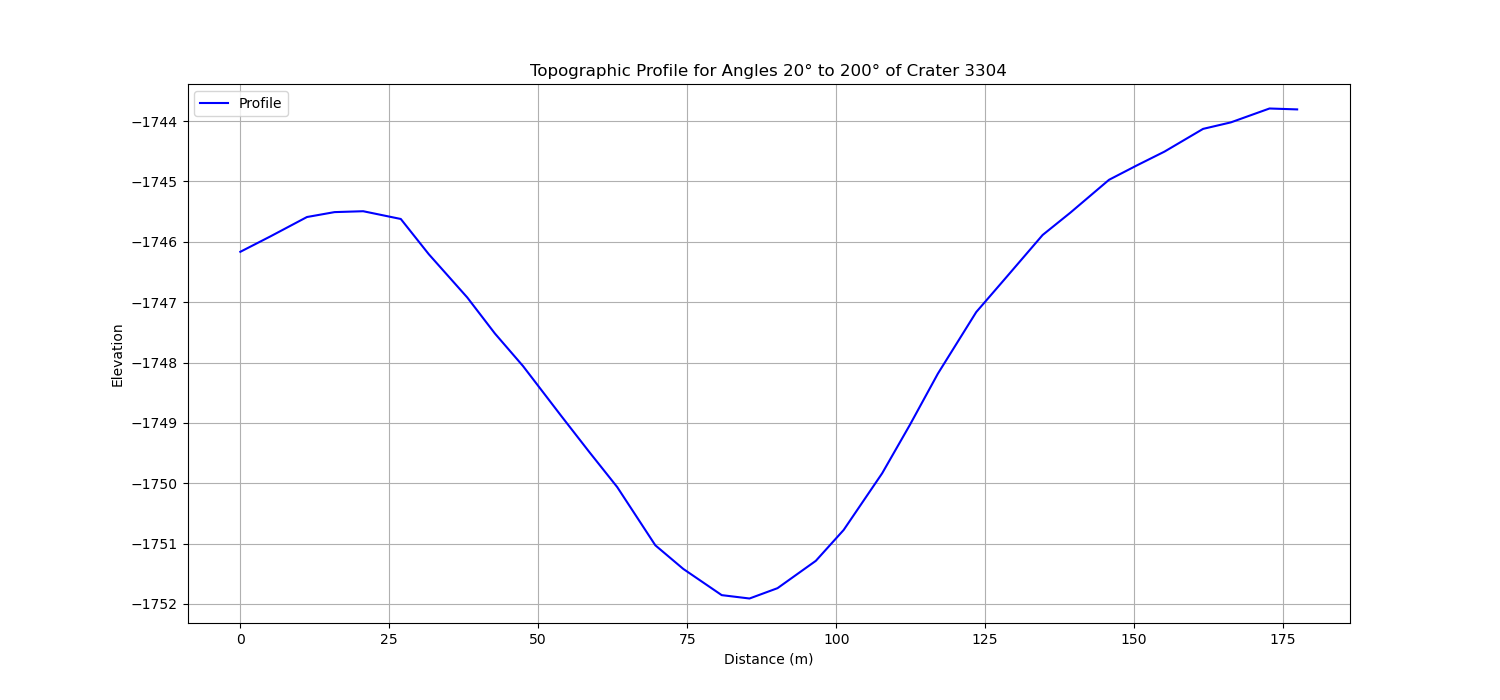 Topographic Profile for Angles 20° to 200° of Crater 3304
Profile
−1744
−1745
−1746
−1747
−1748
−1749
−1750
−1751
−1752
Elevation
0 25 50 75 100 125 150 175
Distance (m)